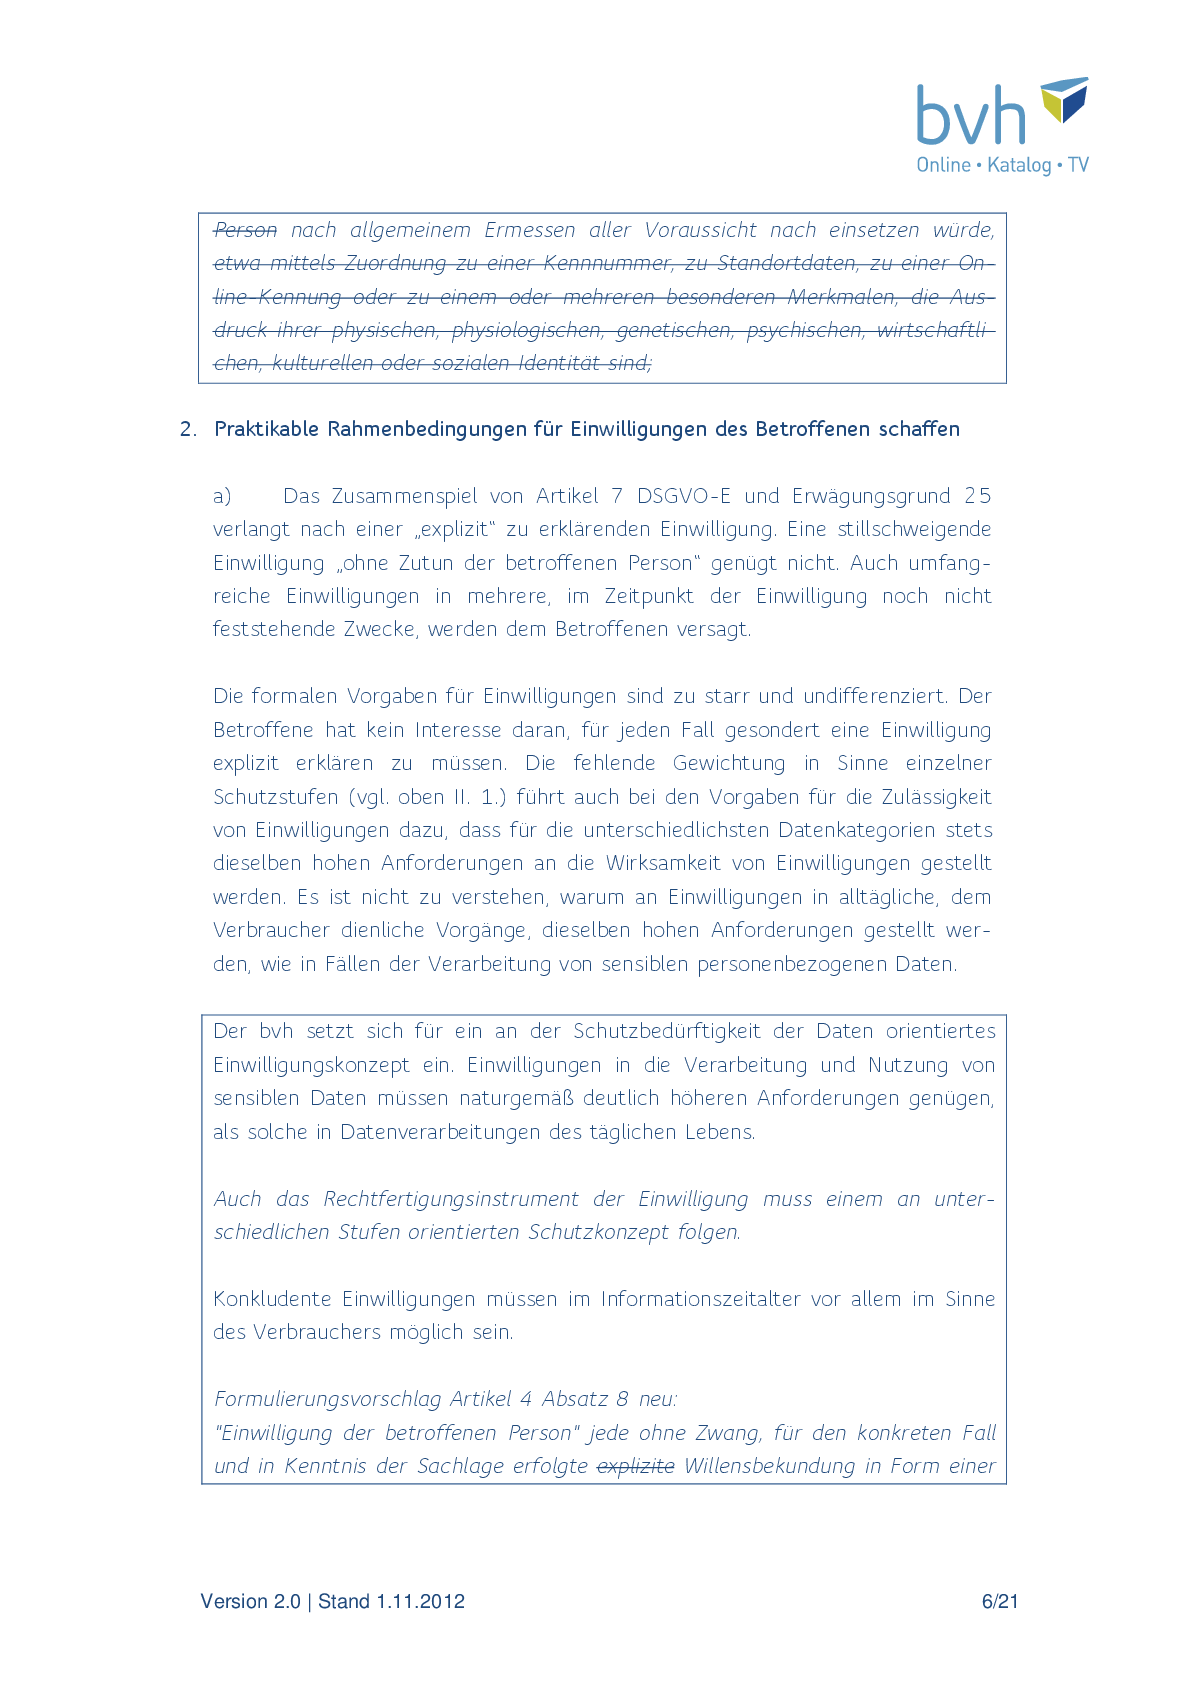 bvh
Online • Katalog • TV
Person nach allgemeinem Ermessen aller Voraussicht nach einsetzen würde,
etwa mittels Zuordnung zu einer Kennnummer, zu Standortdaten, zu einer On-
line-Kennung oder zu einem oder mehreren besonderen Merkmalen, die Aus-
druck ihrer physischen, physiologischen, genetischen, psychischen, wirtschaftli-
chen, kulturellen oder sozialen Identität sind;
2. Praktikable Rahmenbedingungen für Einwilligungen des Betroffenen schaffen
a) Das Zusammenspiel von Artikel 7 DSGVO-E und Erwägungsgrund 25
verlangt nach einer „explizit“ zu erklärenden Einwilligung. Eine stillschweigende
Einwilligung „ohne Zutun der betroffenen Person“ genügt nicht. Auch umfang-
reiche Einwilligungen in mehrere, im Zeitpunkt der Einwilligung noch nicht
feststehende Zwecke, werden dem Betroffenen versagt.
Die formalen Vorgaben für Einwilligungen sind zu starr und undifferenziert. Der
Betroffene hat kein Interesse daran, für jeden Fall gesondert eine Einwilligung
explizit erklären zu müssen. Die fehlende Gewichtung in Sinne einzelner
Schutzstufen (vgl. oben II. 1.) führt auch bei den Vorgaben für die Zulässigkeit
von Einwilligungen dazu, dass für die unterschiedlichsten Datenkategorien stets
dieselben hohen Anforderungen an die Wirksamkeit von Einwilligungen gestellt
werden. Es ist nicht zu verstehen, warum an Einwilligungen in alltägliche, dem
Verbraucher dienliche Vorgänge, dieselben hohen Anforderungen gestellt wer-
den, wie in Fällen der Verarbeitung von sensiblen personenbezogenen Daten.
Der bvh setzt sich für ein an der Schutzbedürftigkeit der Daten orientiertes
Einwilligungskonzept ein. Einwilligungen in die Verarbeitung und Nutzung von
sensiblen Daten müssen naturgemäß deutlich höheren Anforderungen genügen,
als solche in Datenverarbeitungen des täglichen Lebens.
Auch das Rechtfertigungsinstrument der Einwilligung muss einem an unter-
schiedlichen Stufen orientierten Schutzkonzept folgen.
Konkludente Einwilligungen müssen im Informationszeitalter vor allem im Sinne
des Verbrauchers möglich sein.
Formulierungsvorschlag Artikel 4 Absatz 8 neu:
"Einwilligung der betroffenen Person" jede ohne Zwang, für den konkreten Fall
und in Kenntnis der Sachlage erfolgte explizite Willensbekundung in Form einer
Version 2.0 | Stand 1.11.2012 6/21